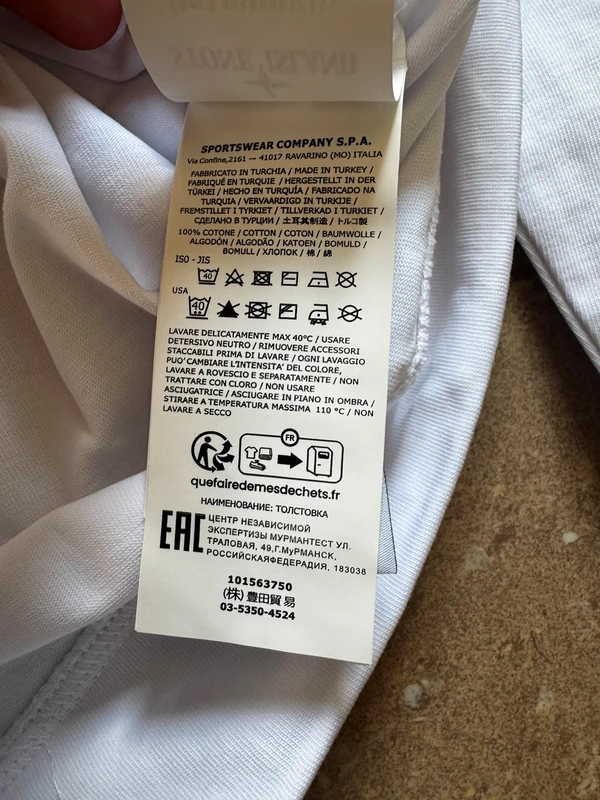 STONE ISLAND
SPORTSWEAR COMPANY S.P.A.
Via Confine,2161 — 41017 RAVARINO (MO) ITALIA
FABBRICATO IN TURCHIA / MADE IN TURKEY /
FABRIQUÉ EN TURQUIE / HERGESTELLT IN DER
TÜRKEI / HECHO EN TURQUÍA / FABRICADO NA
TURQUIA / VERVAARDIGD IN TURKIJE /
FREMSTILLET I TYRKIET / TILLVERKAD I TURKIET /
СДЕЛАНО В ТУРЦИИ / 土耳其制造 / トルコ製
100% COTONE / COTTON / COTON / BAUMWOLLE /
ALGODÓN / ALGODÃO / KATOEN / BOMULD /
BOMULL / ХЛОПОК / 棉 / 綿
ISO - JIS
40
USA
40
LAVARE DELICATAMENTE MAX 40°C / USARE
DETERSIVO NEUTRO / RIMUOVERE ACCESSORI
STACCABILI PRIMA DI LAVARE / OGNI LAVAGGIO
PUO' CAMBIARE L'INTENSITA' DEL COLORE,
LAVARE A ROVESCIO E SEPARATAMENTE / NON
TRATTARE CON CLORO / NON USARE
ASCIUGATRICE / ASCIUGARE IN PIANO IN OMBRA /
STIRARE A TEMPERATURA MASSIMA 110 °C / NON
LAVARE A SECCO
FR
quefairedemesdechets.fr
НАИМЕНОВАНИЕ: ТОЛСТОВКА
EAC
ЦЕНТР НЕЗАВИСИМОЙ
ЭКСПЕРТИЗЫ МУРМАНТЕСТ УЛ.
ТРАЛОВАЯ, 49,Г.МуРМАНСК,
РОССИЙСКАЯФЕДЕРАДИЯ, 183038
101563750
(株) 豊田貿易
03-5350-4524